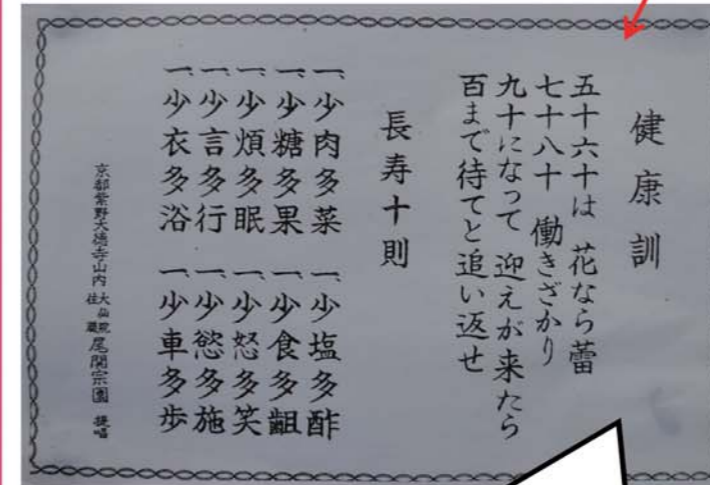 健康訓
五十六十は 花なら蕾
七十八十 働きざかり
九十になって 迎えが来たら
百まで待てと追い返せ
長寿十則
一、少肉多菜 一、少塩多酢
一、少糖多果 一、少食多齟
一、少煩多眠 一、少怒多笑
一、少言多行 一、少慾多施
一、少衣多浴 一、少車多歩
京都紫野大徳寺山内 大仙院 住職 尾関宗園 提唱